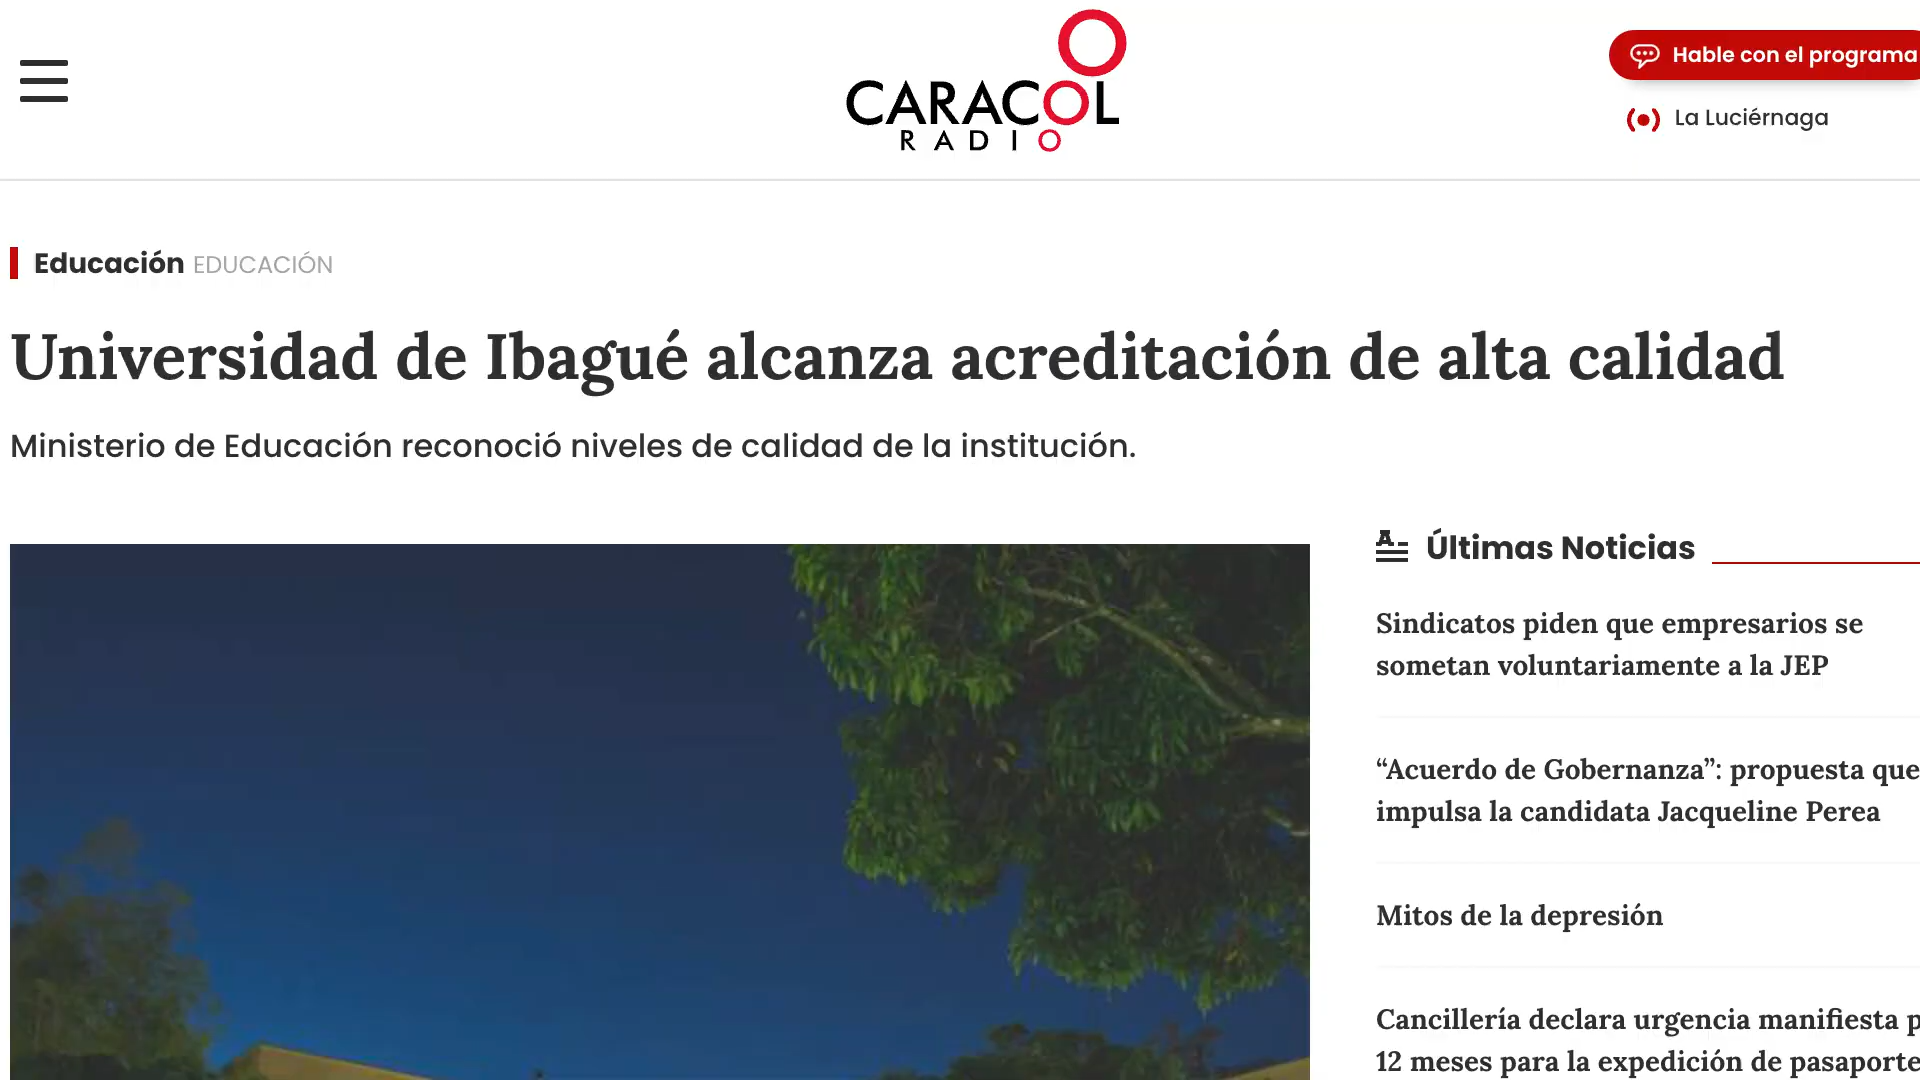 CARACOL
RADIO
Hable con el programa
La Luciérnaga
Educación EDUCACIÓN
Universidad de Ibagué alcanza acreditación de alta calidad
Ministerio de Educación reconoció niveles de calidad de la institución.
Últimas Noticias
Sindicatos piden que empresarios se
sometan voluntariamente a la JEP
“Acuerdo de Gobernanza”: propuesta que
impulsa la candidata Jacqueline Perea
Mitos de la depresión
Cancillería declara urgencia manifiesta
12 meses para la expedición de